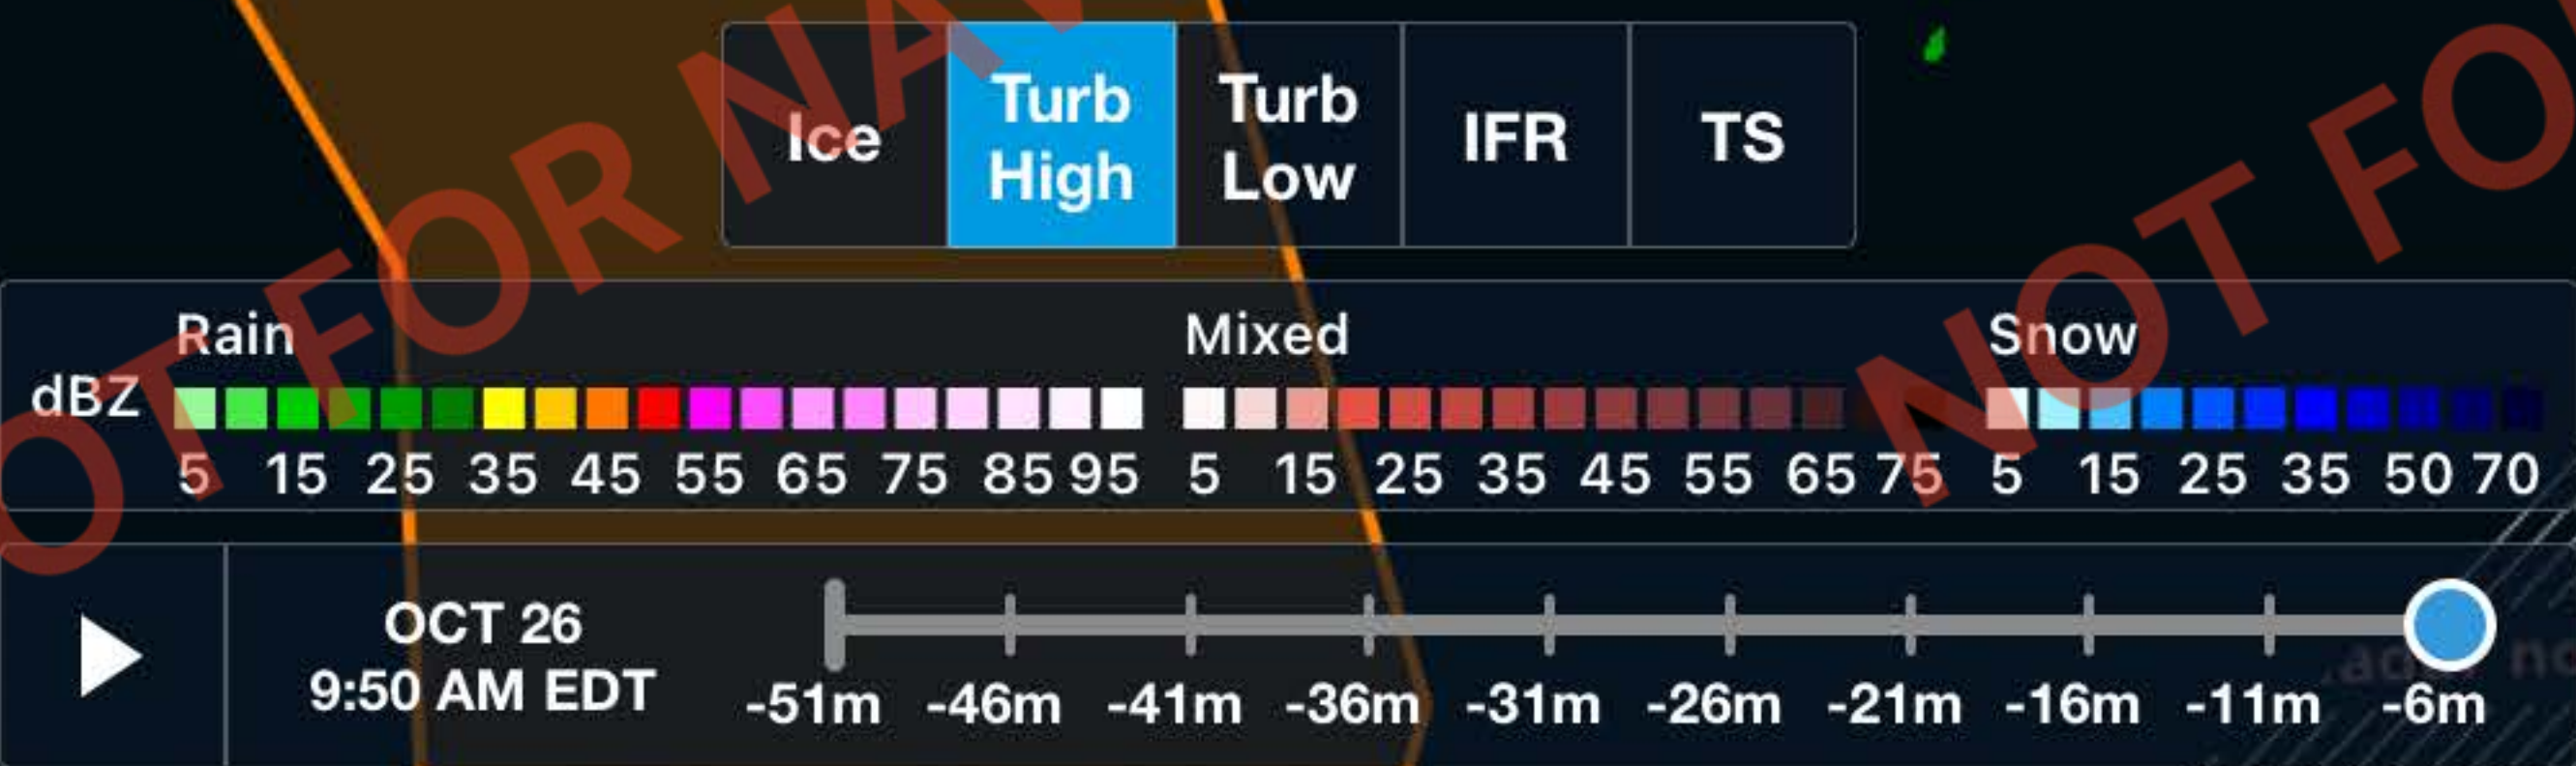 NOT FOR NAV
NOT FO
Ice
Turb
High
Turb
Low
IFR
TS
Rain
Mixed
Snow
dBZ
5 15 25 35 45 55 65 75 85 95
5 15 25 35 45 55 65 75
5 15 25 35 50 70
OCT 26
9:50 AM EDT
-51m -46m -41m -36m -31m -26m -21m -16m -11m -6m